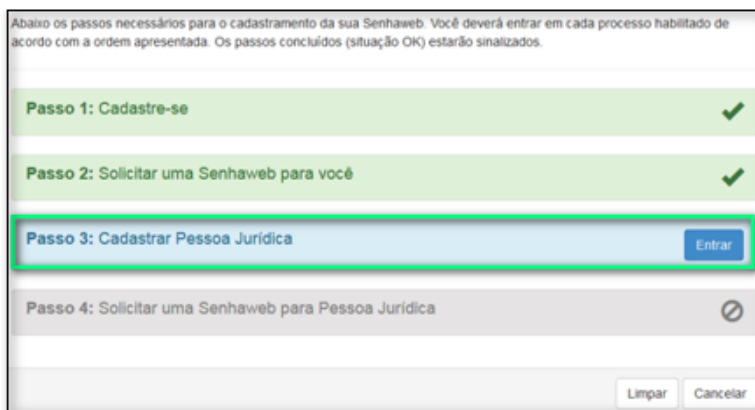 Abaixo os passos necessários para o cadastramento da sua Senhaweb. Você deverá entrar em cada processo habilitado de
acordo com a ordem apresentada. Os passos concluídos (situação OK) estarão sinalizados.
Passo 1: Cadastre-se
Passo 2: Solicitar uma Senhaweb para você
Passo 3: Cadastrar Pessoa Jurídica
Entrar
Passo 4: Solicitar uma Senhaweb para Pessoa Jurídica
Limpar
Cancelar